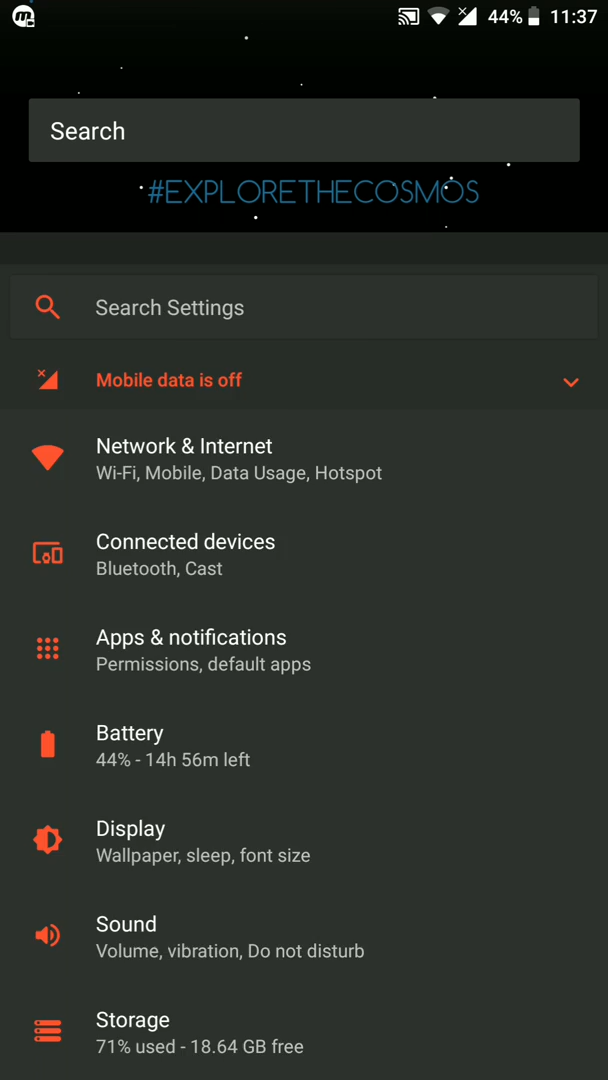 44% 11:37
Search
#EXPLORETHECOSMOS
Search Settings
Mobile data is off
Network & Internet
Wi-Fi, Mobile, Data Usage, Hotspot
Connected devices
Bluetooth, Cast
Apps & notifications
Permissions, default apps
Battery
44% - 14h 56m left
Display
Wallpaper, sleep, font size
Sound
Volume, vibration, Do not disturb
Storage
71% used - 18.64 GB free